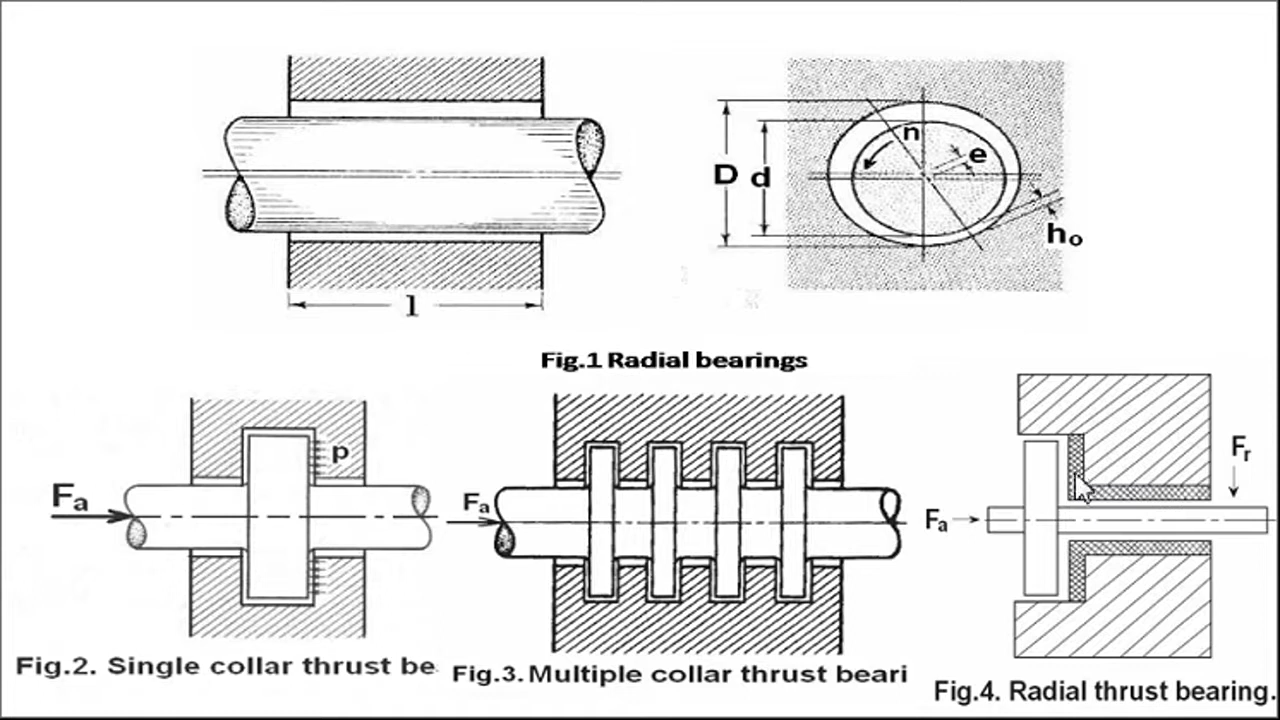 n
e
D
d
h₀
l
Fig.1 Radial bearings
p
Fₐ
Fₐ
Fᵣ
Fₐ
Fig.2. Single collar thrust be
Fig.3. Multiple collar thrust beari
Fig.4. Radial thrust bearing.